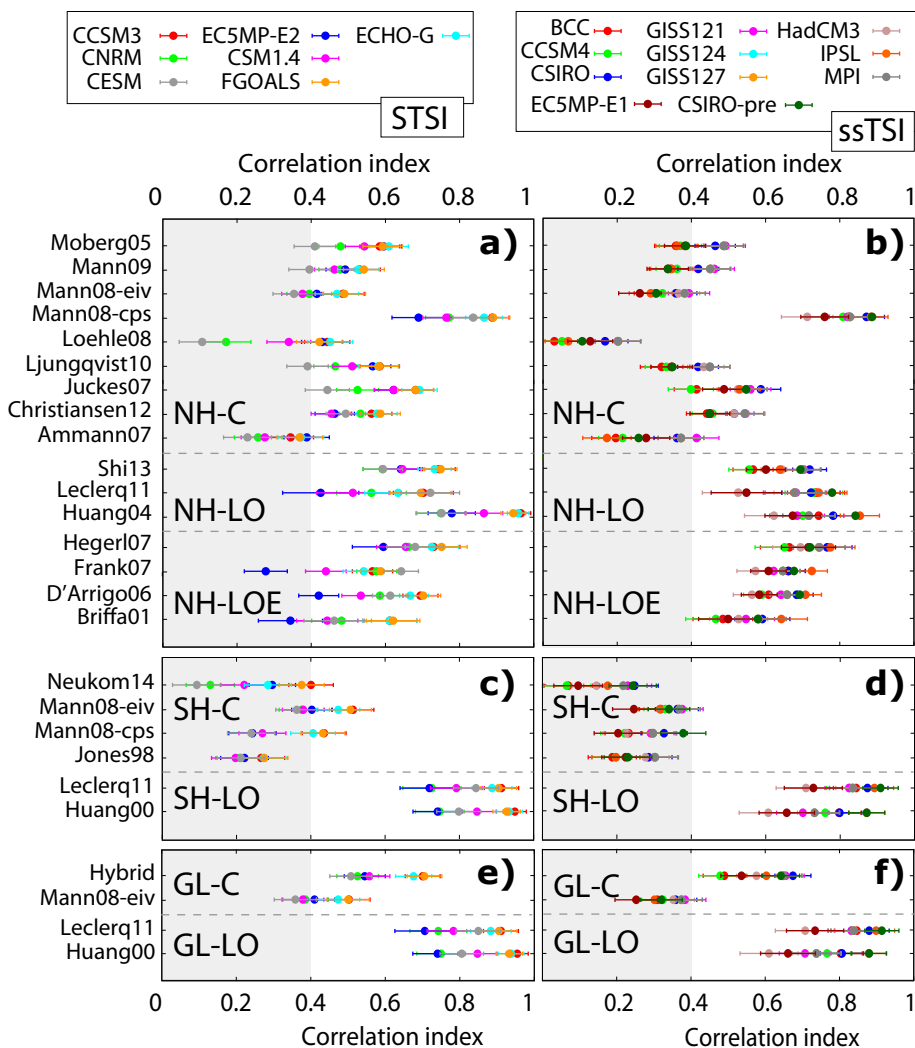 CCSM3 EC5MP-E2 ECHO-G
CNRM CSM1.4
CESM FGOALS
STSI
BCC GISS121 HadCM3
CCSM4 GISS124 IPSL
CSIRO GISS127 MPI
EC5MP-E1 CSIRO-pre
ssTSI
Correlation index
Correlation index
0 0.2 0.4 0.6 0.8 1
0.2 0.4 0.6 0.8 1
a)
b)
Moberg05
Mann09
Mann08-eiv
Mann08-cps
Loehle08
Ljungqvist10
Juckes07
Christiansen12
Ammann07
NH-C
NH-C
Shi13
Leclerq11
Huang04
NH-LO
NH-LO
Hegerl07
Frank07
D'Arrigo06
Briffa01
NH-LOE
NH-LOE
c)
d)
Neukom14
Mann08-eiv
Mann08-cps
Jones98
SH-C
SH-C
Leclerq11
Huang00
SH-LO
SH-LO
e)
f)
Hybrid
Mann08-eiv
GL-C
GL-C
Leclerq11
Huang00
GL-LO
GL-LO
0 0.2 0.4 0.6 0.8 1
0.2 0.4 0.6 0.8 1
Correlation index
Correlation index